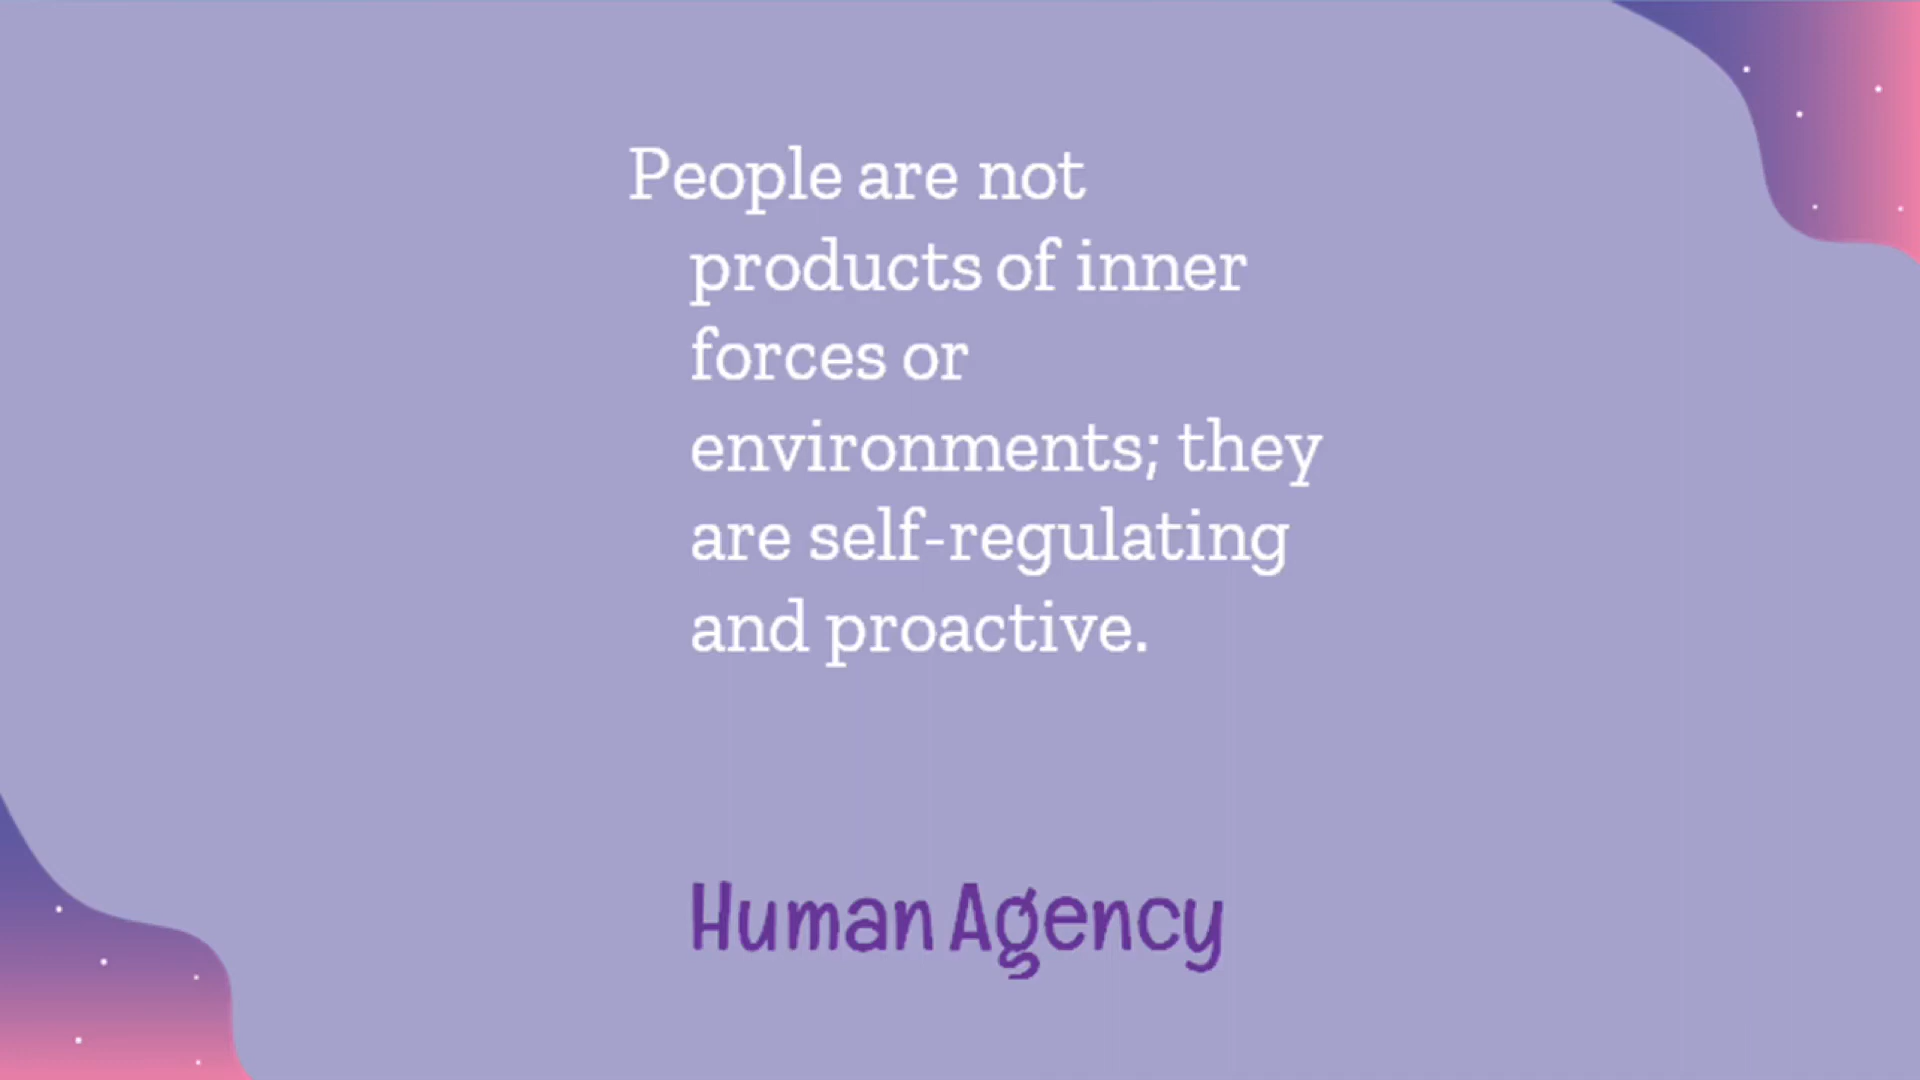 People are not
products of inner
forces or
environments; they
are self-regulating
and proactive.
Human Agency